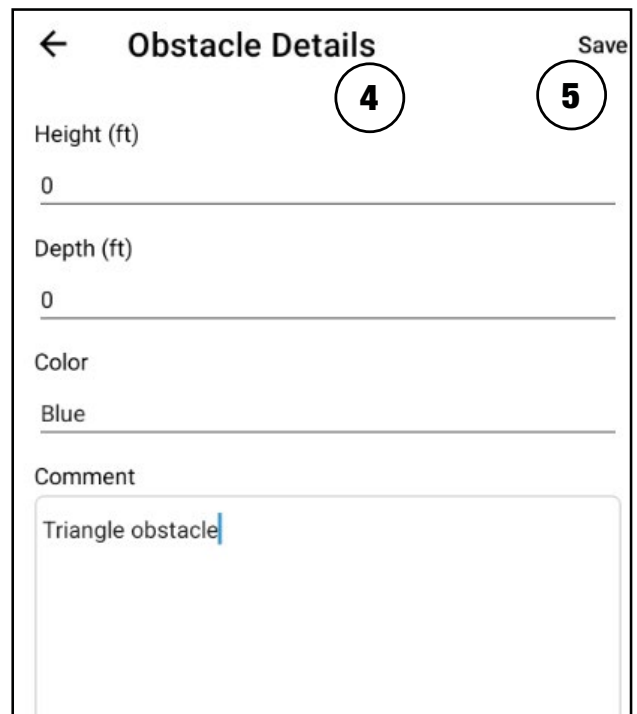 Obstacle Details Save
4 5
Height (ft)
0
Depth (ft)
0
Color
Blue
Comment
Triangle obstacle